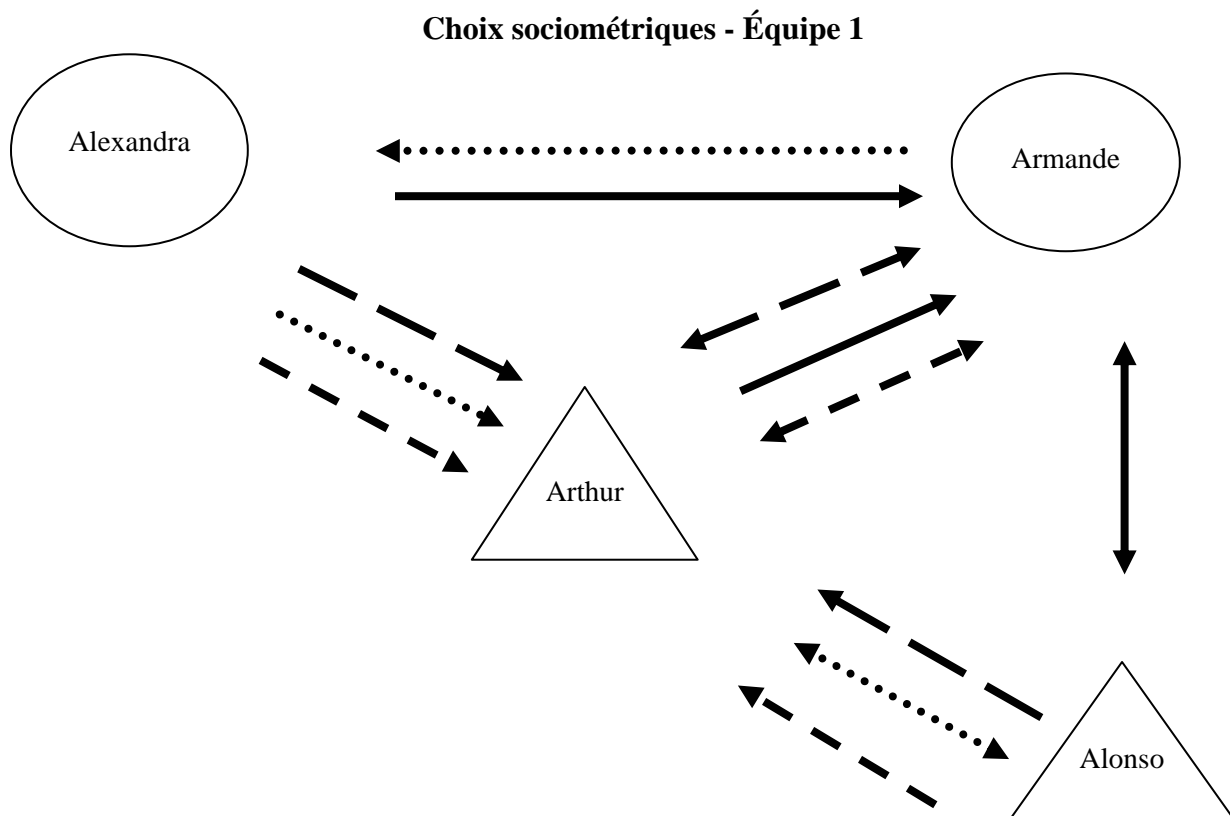 Choix sociométriques - Équipe 1
Alexandra
Armande
Arthur
Alonso